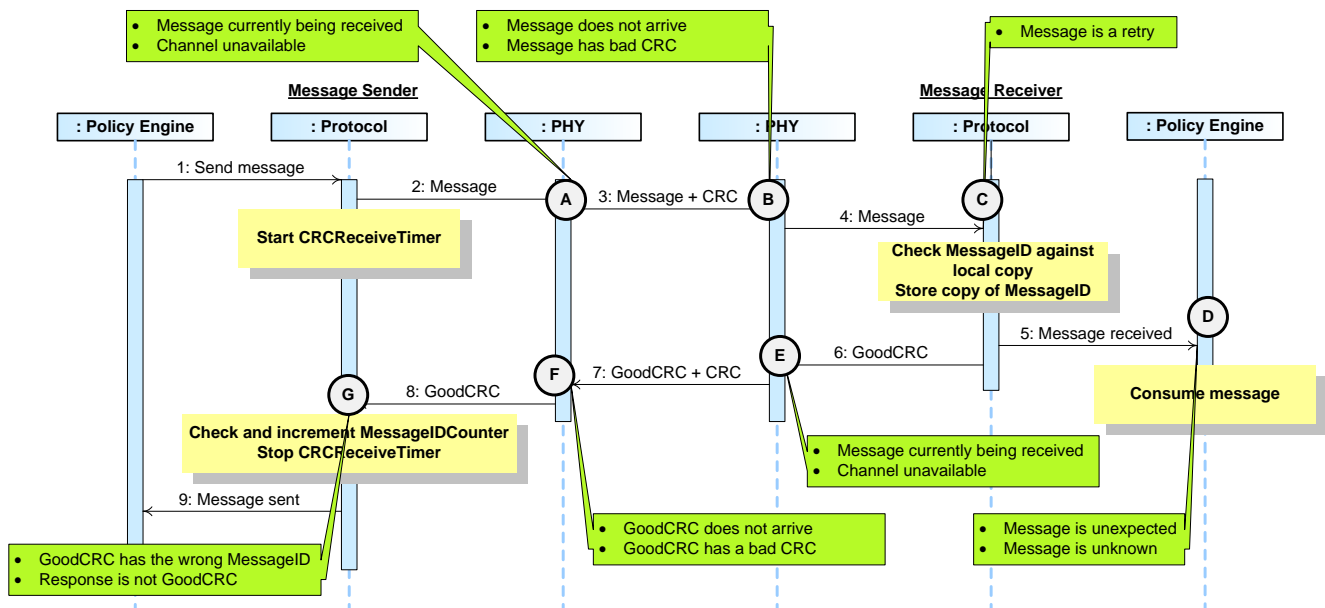 • Message currently being received
• Channel unavailable
• Message does not arrive
• Message has bad CRC
• Message is a retry
Message Sender
Message Receiver
: Policy Engine
: Protocol
: PHY
: PHY
: Protocol
: Policy Engine
1: Send message
2: Message
A
3: Message + CRC
B
C
4: Message
Start CRCReceiveTimer
Check MessageID against
local copy
Store copy of MessageID
D
5: Message received
E
6: GoodCRC
F
7: GoodCRC + CRC
G
8: GoodCRC
Consume message
Check and increment MessageIDCounter
Stop CRCReceiveTimer
• Message currently being received
• Channel unavailable
9: Message sent
• GoodCRC does not arrive
• GoodCRC has a bad CRC
• Message is unexpected
• Message is unknown
• GoodCRC has the wrong MessageID
• Response is not GoodCRC